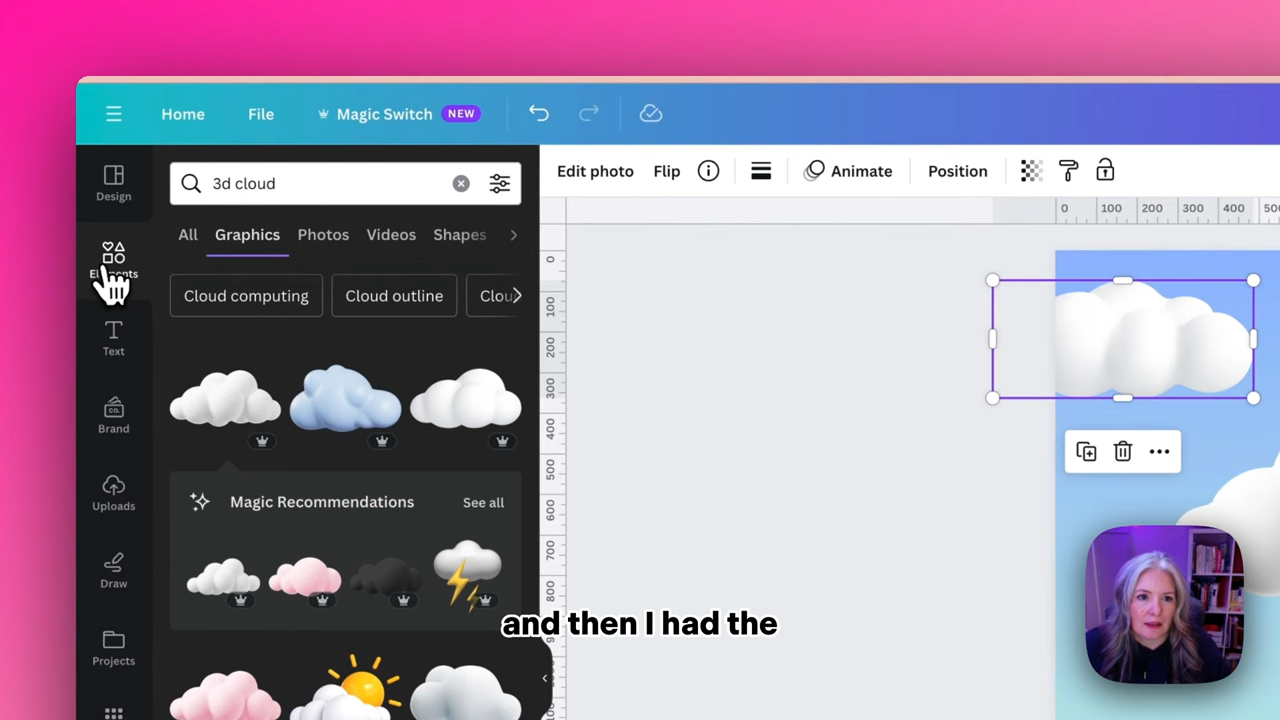 Home File Magic Switch NEW
Design
Elements
Text
Brand
CO.
Uploads
Draw
Projects
3d cloud
All Graphics Photos Videos Shapes
Cloud computing Cloud outline Clou
Magic Recommendations See all
Edit photo Flip Animate Position
0 100 200 300 400 500
0
100
200
300
400
500
600
700
800
and then I had the